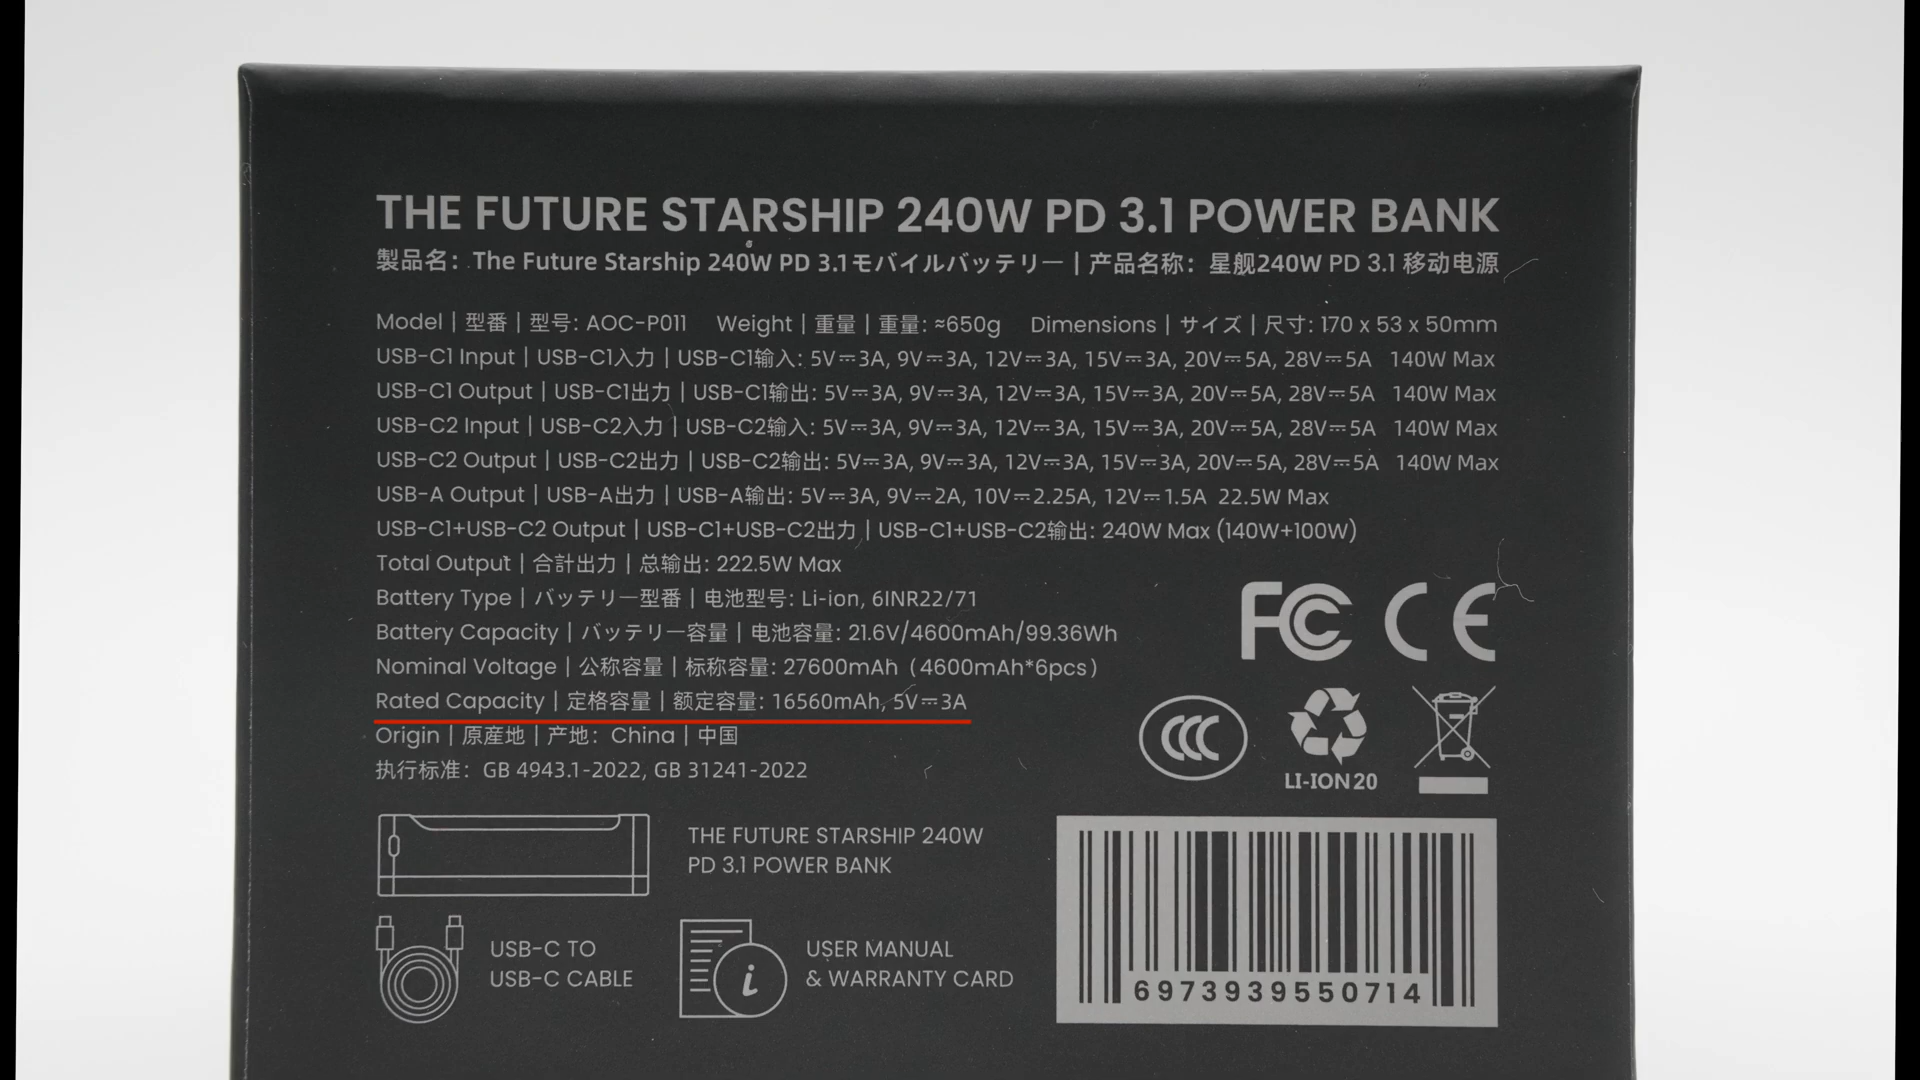 THE FUTURE STARSHIP 240W PD 3.1 POWER BANK
製品名：The Future Starship 240W PD 3.1モバイルバッテリー | 产品名称：星舰240W PD 3.1 移动电源
Model | 型番 | 型号: AOC-P011 Weight | 重量 | 重量: ≈650g Dimensions | サイズ | 尺寸: 170 x 53 x 50mm
USB-C1 Input | USB-C1入力 | USB-C1输入: 5V⎓3A, 9V⎓3A, 12V⎓3A, 15V⎓3A, 20V⎓5A, 28V⎓5A 140W Max
USB-C1 Output | USB-C1出力 | USB-C1输出: 5V⎓3A, 9V⎓3A, 12V⎓3A, 15V⎓3A, 20V⎓5A, 28V⎓5A 140W Max
USB-C2 Input | USB-C2入力 | USB-C2输入: 5V⎓3A, 9V⎓3A, 12V⎓3A, 15V⎓3A, 20V⎓5A, 28V⎓5A 140W Max
USB-C2 Output | USB-C2出力 | USB-C2输出: 5V⎓3A, 9V⎓3A, 12V⎓3A, 15V⎓3A, 20V⎓5A, 28V⎓5A 140W Max
USB-A Output | USB-A出力 | USB-A输出: 5V⎓3A, 9V⎓2A, 10V⎓2.25A, 12V⎓1.5A 22.5W Max
USB-C1+USB-C2 Output | USB-C1+USB-C2出力 | USB-C1+USB-C2输出: 240W Max (140W+100W)
Total Output | 合計出力 | 总输出: 222.5W Max
Battery Type | バッテリー型番 | 电池型号: Li-ion, 6INR22/71
Battery Capacity | バッテリー容量 | 电池容量: 21.6V/4600mAh/99.36Wh
Nominal Voltage | 公称容量 | 标称容量: 27600mAh（4600mAh*6pcs）
Rated Capacity | 定格容量 | 额定容量: 16560mAh, 5V⎓3A
Origin | 原産地 | 产地：China | 中国
执行标准：GB 4943.1-2022, GB 31241-2022
FC CE
CCC
LI-ION 20
THE FUTURE STARSHIP 240W
PD 3.1 POWER BANK
USB-C TO
USB-C CABLE
USER MANUAL
& WARRANTY CARD
6973939550714